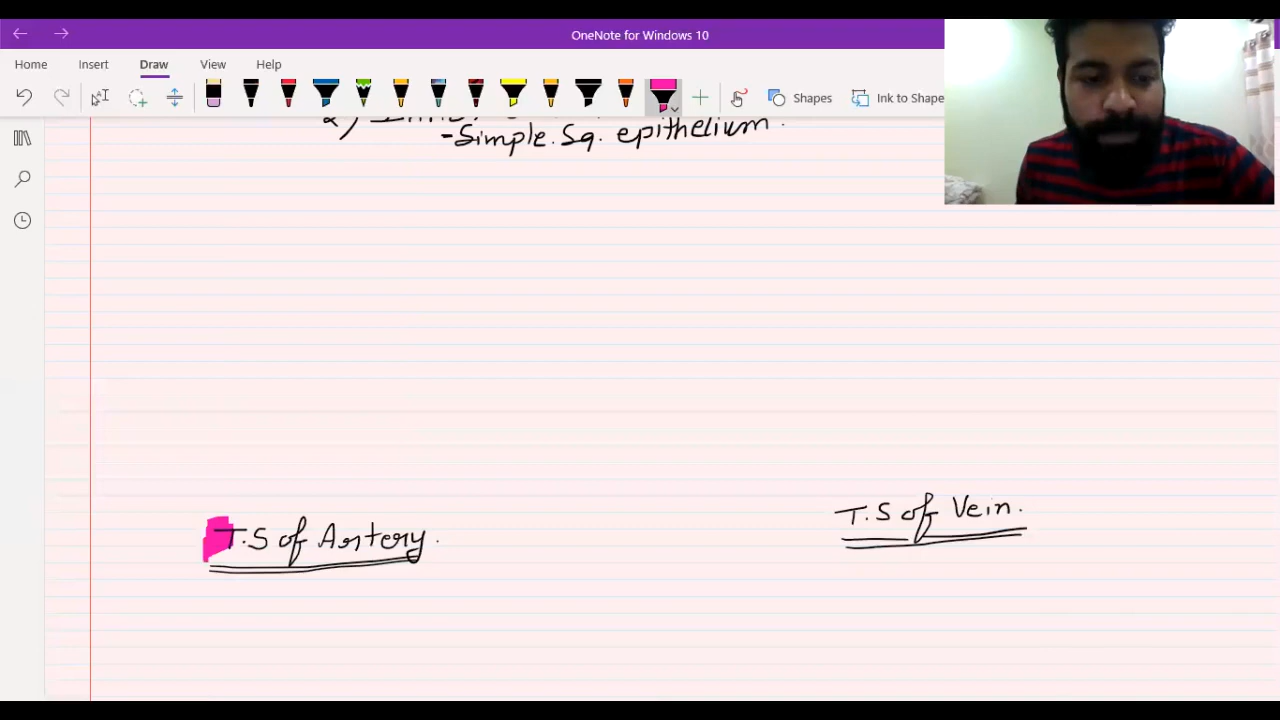 OneNote for Windows 10
Home Insert Draw View Help
Shapes Ink to Shape
2)
-Simple. Sq. epithelium.
T.S of Artery.
T.S of Vein.